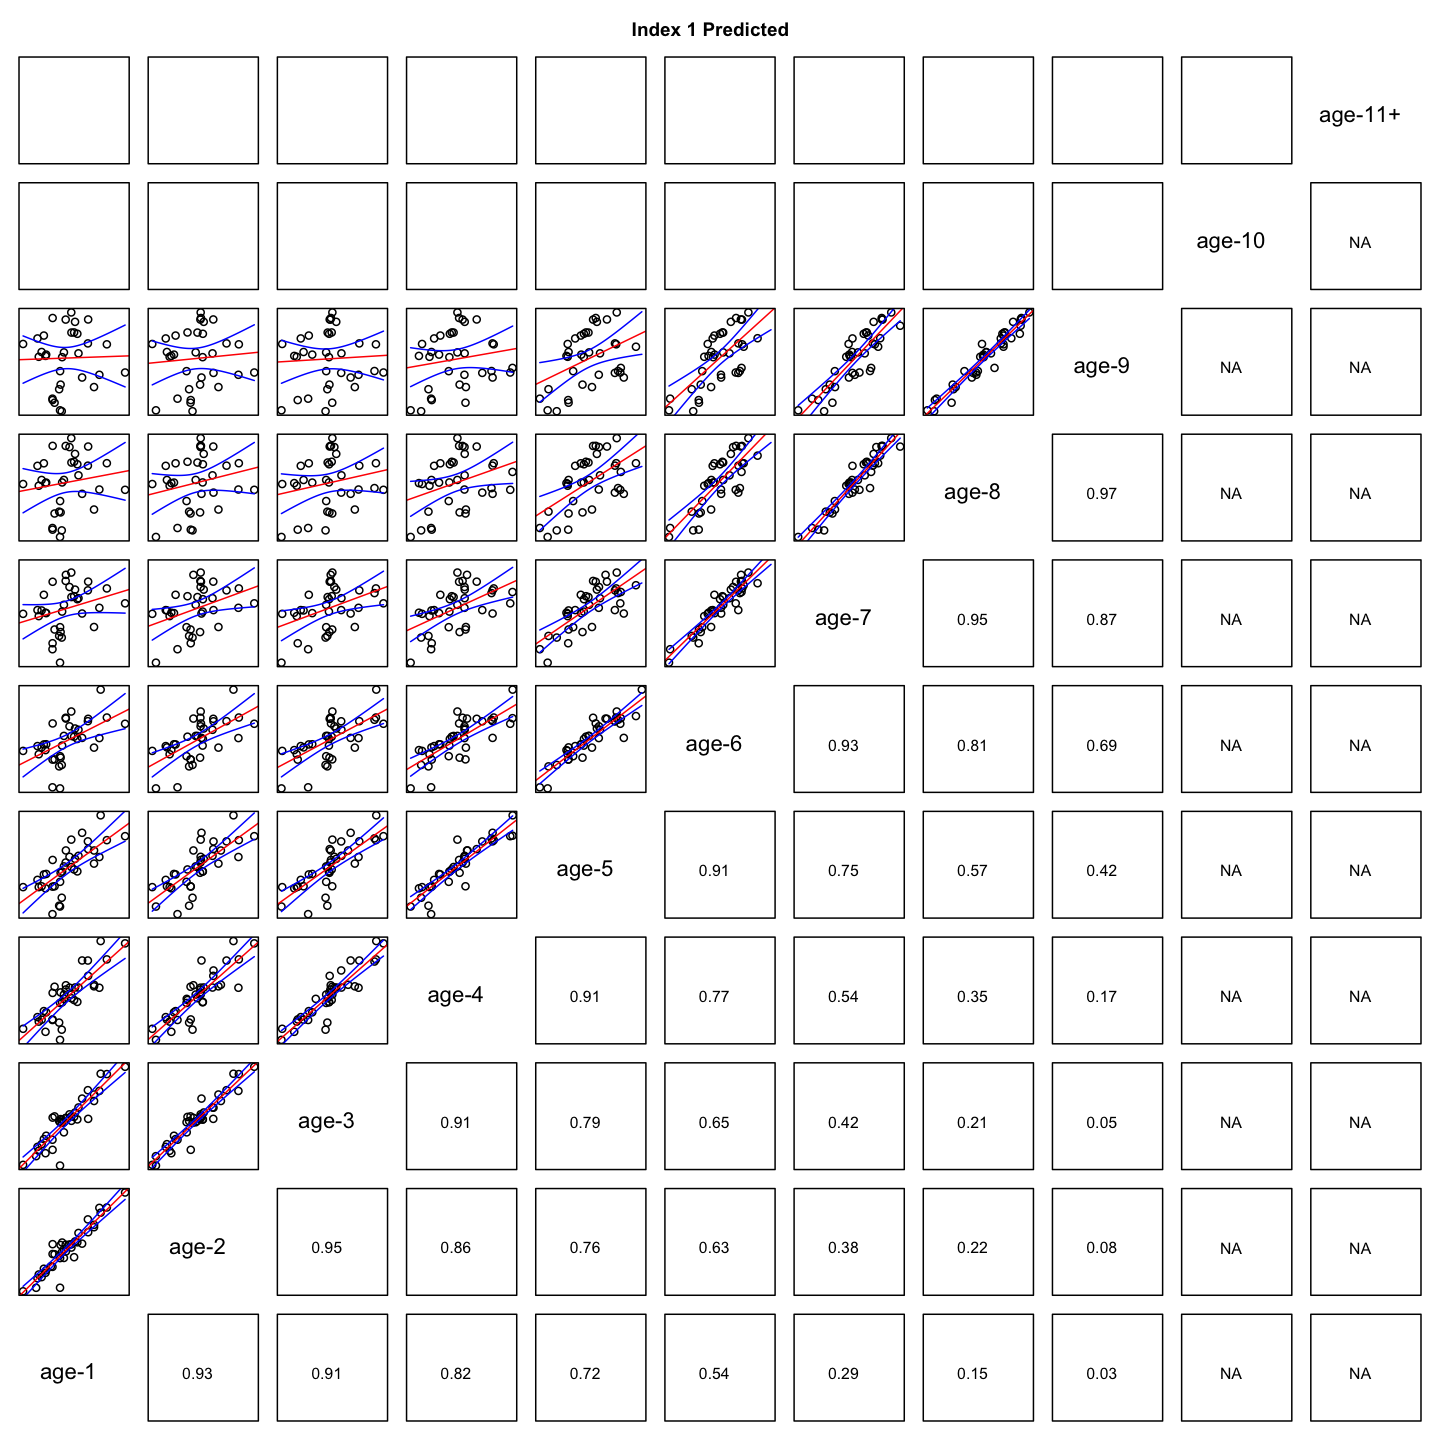 Index 1 Predicted
age-11+
age-10 NA
age-9 NA NA
age-8 0.97 NA NA
age-7 0.95 0.87 NA NA
age-6 0.93 0.81 0.69 NA NA
age-5 0.91 0.75 0.57 0.42 NA NA
age-4 0.91 0.77 0.54 0.35 0.17 NA NA
age-3 0.91 0.79 0.65 0.42 0.21 0.05 NA NA
age-2 0.95 0.86 0.76 0.63 0.38 0.22 0.08 NA NA
age-1 0.93 0.91 0.82 0.72 0.54 0.29 0.15 0.03 NA NA